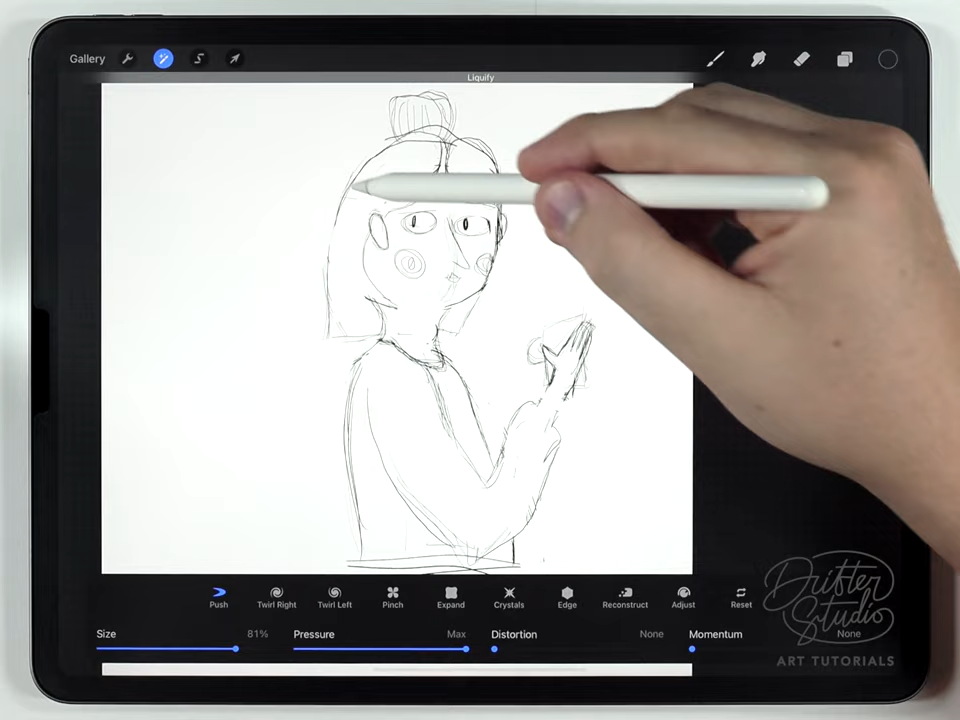 Gallery
Liquify
Push Twirl Right Twirl Left Pinch Expand Crystals Edge Reconstruct Adjust Reset
Size 81% Pressure Max Distortion None Momentum None
Drifter
Studio
ART TUTORIALS